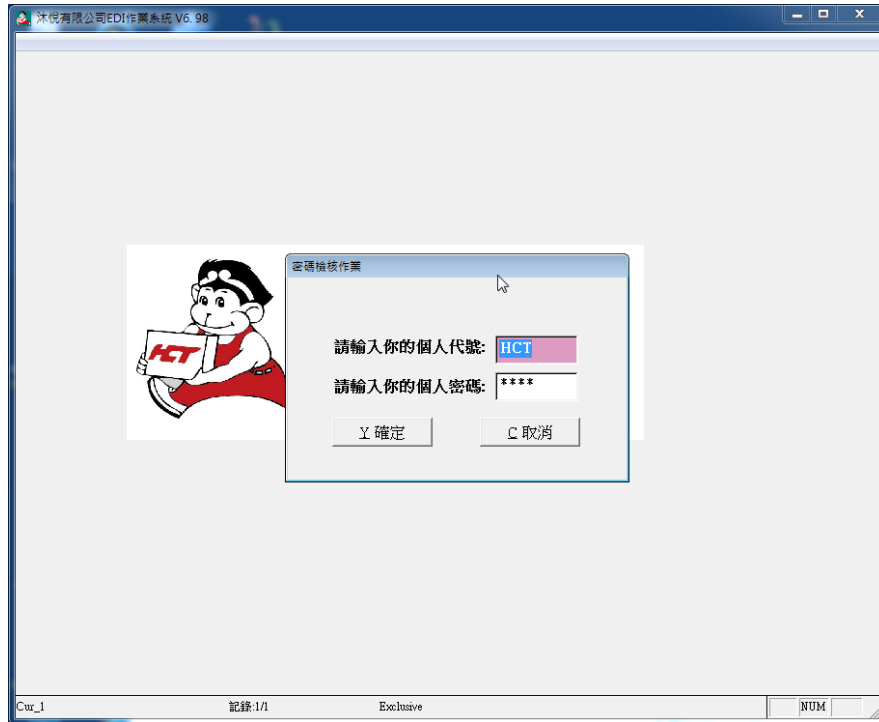 沐悅有限公司EDI作業系統 V6.98
密碼檢核作業
HCT
請輸入你的個人代號: HCT
請輸入你的個人密碼: ****
Y 確定 C 取消
Cur_1 記錄:1/1 Exclusive NUM